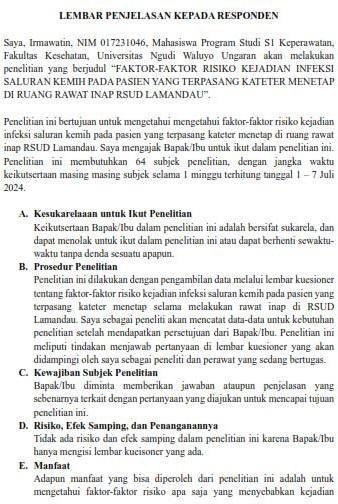 LEMBAR PENJELASAN KEPADA RESPONDEN
Saya, Irmawatin, NIM 017231046, Mahasiswa Program Studi S1 Keperawatan,
Fakultas Kesehatan, Universitas Ngudi Waluyo Ungaran akan melakukan
penelitian yang berjudul “FAKTOR-FAKTOR RISIKO KEJADIAN INFEKSI
SALURAN KEMIH PADA PASIEN YANG TERPASANG KATETER MENETAP
DI RUANG RAWAT INAP RSUD LAMANDAU”.
Penelitian ini bertujuan untuk mengetahui mengetahui faktor-faktor risiko kejadian
infeksi saluran kemih pada pasien yang terpasang kateter menetap di ruang rawat
inap RSUD Lamandau. Saya mengajak Bapak/Ibu untuk ikut dalam penelitian ini.
Penelitian ini membutuhkan 64 subjek penelitian, dengan jangka waktu
keikutsertaan masing masing subjek selama 1 minggu terhitung tanggal 1 – 7 Juli
2024.
A. Kesukarelaaan untuk Ikut Penelitian
Keikutsertaan Bapak/Ibu dalam penelitian ini adalah bersifat sukarela, dan
dapat menolak untuk ikut dalam penelitian ini atau dapat berhenti sewaktu-
waktu tanpa denda sesuatu apapun.
B. Prosedur Penelitian
Penelitian ini dilakukan dengan pengambilan data melalui lembar kuesioner
tentang faktor-faktor risiko kejadian infeksi saluran kemih pada pasien yang
terpasang kateter menetap selama melakukan rawat inap di RSUD
Lamandau. Saya sebagai peneliti akan mencatat data-data untuk kebutuhan
penelitian setelah mendapatkan persetujuan dari Bapak/Ibu. Penelitian ini
meliputi tindakan menjawab pertanyaan di lembar kuesioner yang akan
didampingi oleh saya sebagai peneliti dan perawat yang sedang bertugas.
C. Kewajiban Subjek Penelitian
Bapak/Ibu diminta memberikan jawaban ataupun penjelasan yang
sebenarnya terkait dengan pertanyaan yang diajukan untuk mencapai tujuan
penelitian ini.
D. Risiko, Efek Samping, dan Penanganannya
Tidak ada risiko dan efek samping dalam penelitian ini karena Bapak/Ibu
hanya mengisi lembar kueisoner yang ada.
E. Manfaat
Adapun manfaat yang bisa diperoleh dari penelitian ini adalah untuk
mengetahui faktor-faktor risiko apa saja yang menyebabkan kejadian